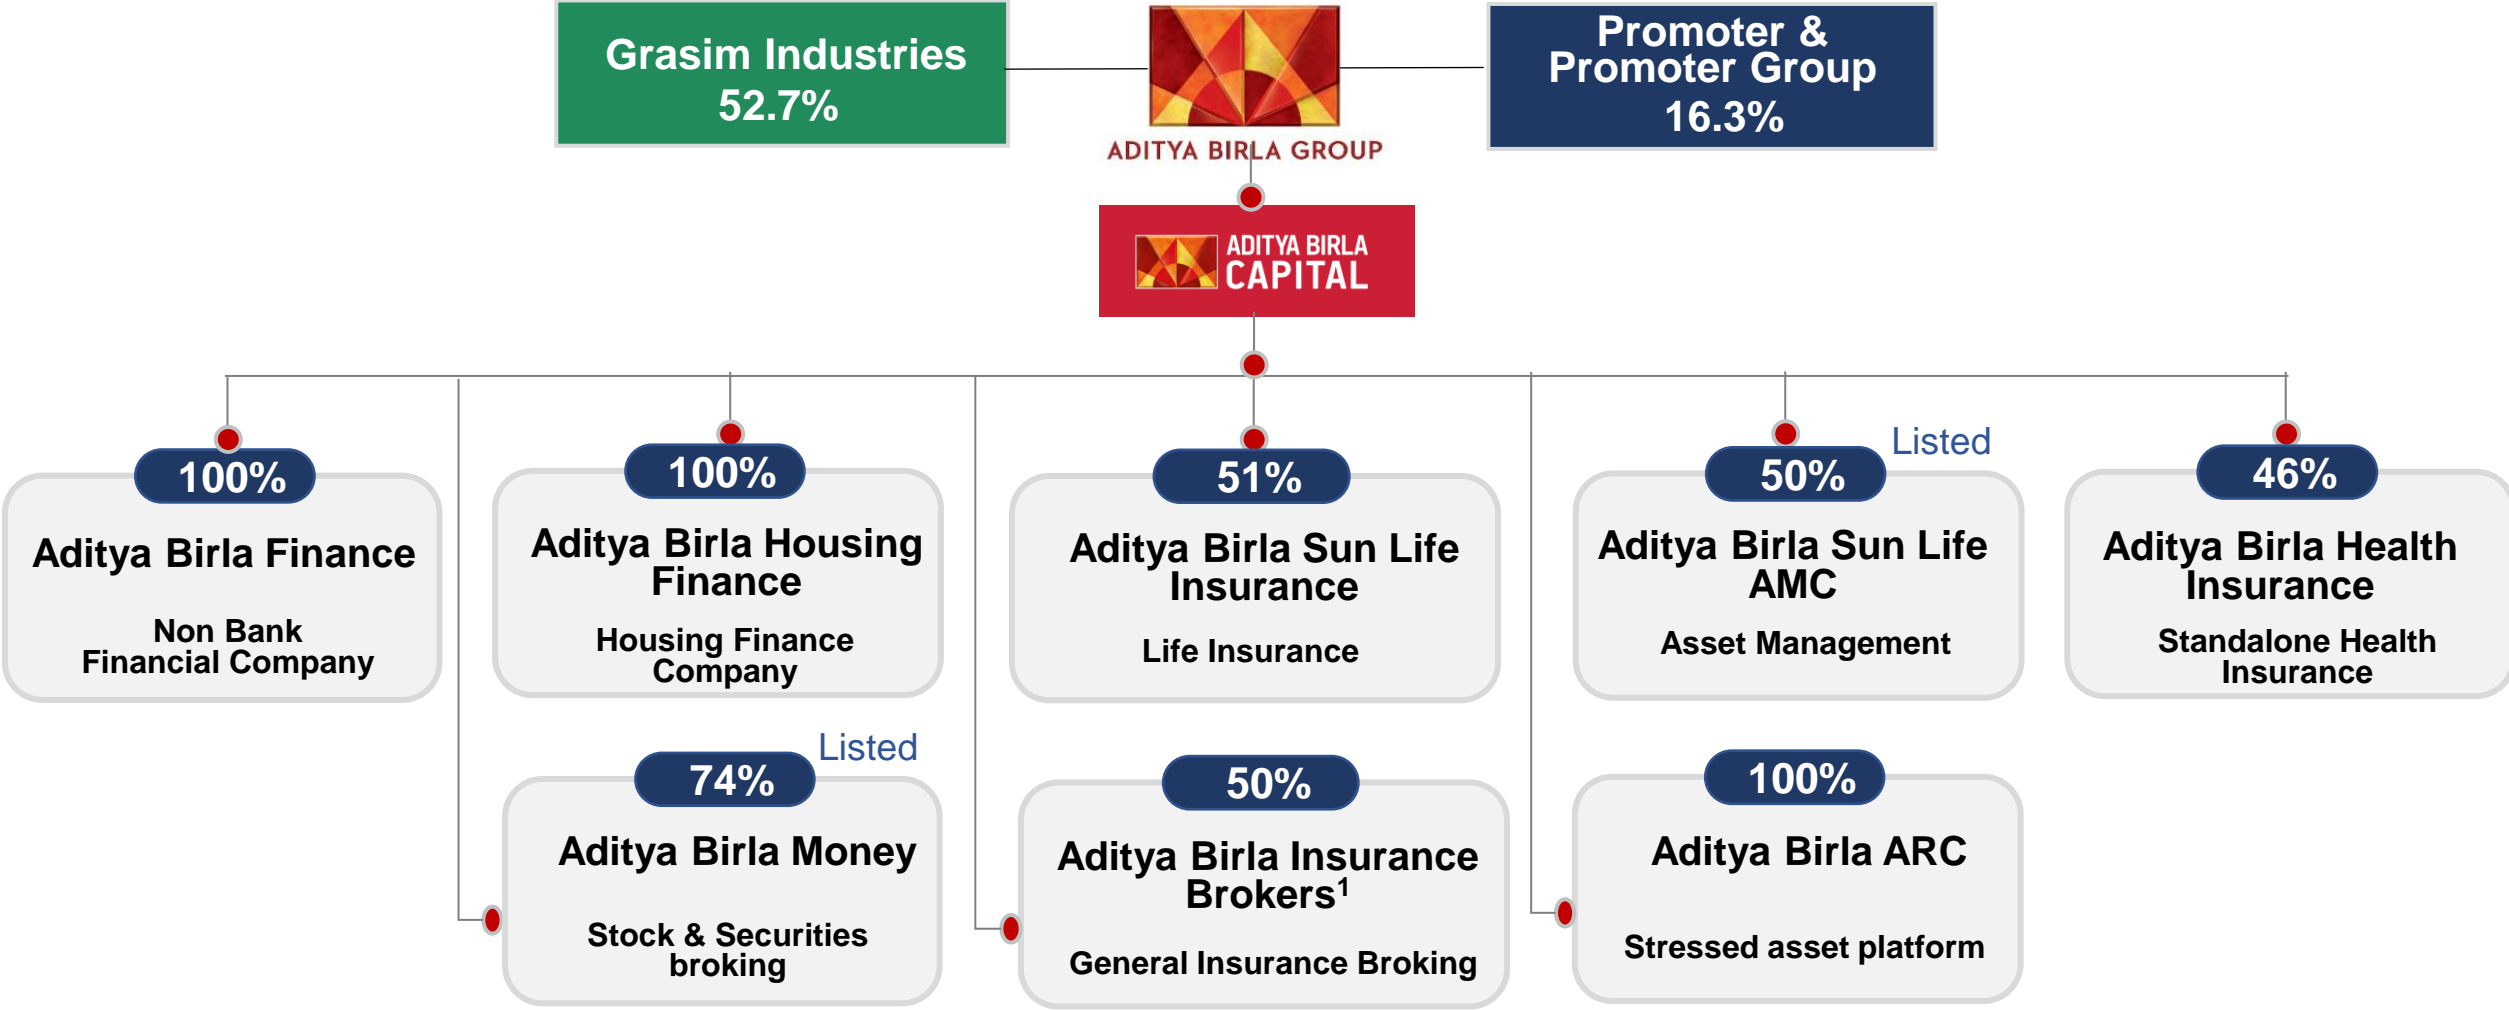 Grasim Industries
52.7%
ADITYA BIRLA GROUP
Promoter &
Promoter Group
16.3%
ADITYA BIRLA
CAPITAL
100%
Aditya Birla Finance
Non Bank
Financial Company
100%
Aditya Birla Housing
Finance
Housing Finance
Company
51%
Aditya Birla Sun Life
Insurance
Life Insurance
50%
Listed
Aditya Birla Sun Life
AMC
Asset Management
46%
Aditya Birla Health
Insurance
Standalone Health
Insurance
74%
Listed
Aditya Birla Money
Stock & Securities
broking
50%
Aditya Birla Insurance
Brokers¹
General Insurance Broking
100%
Aditya Birla ARC
Stressed asset platform